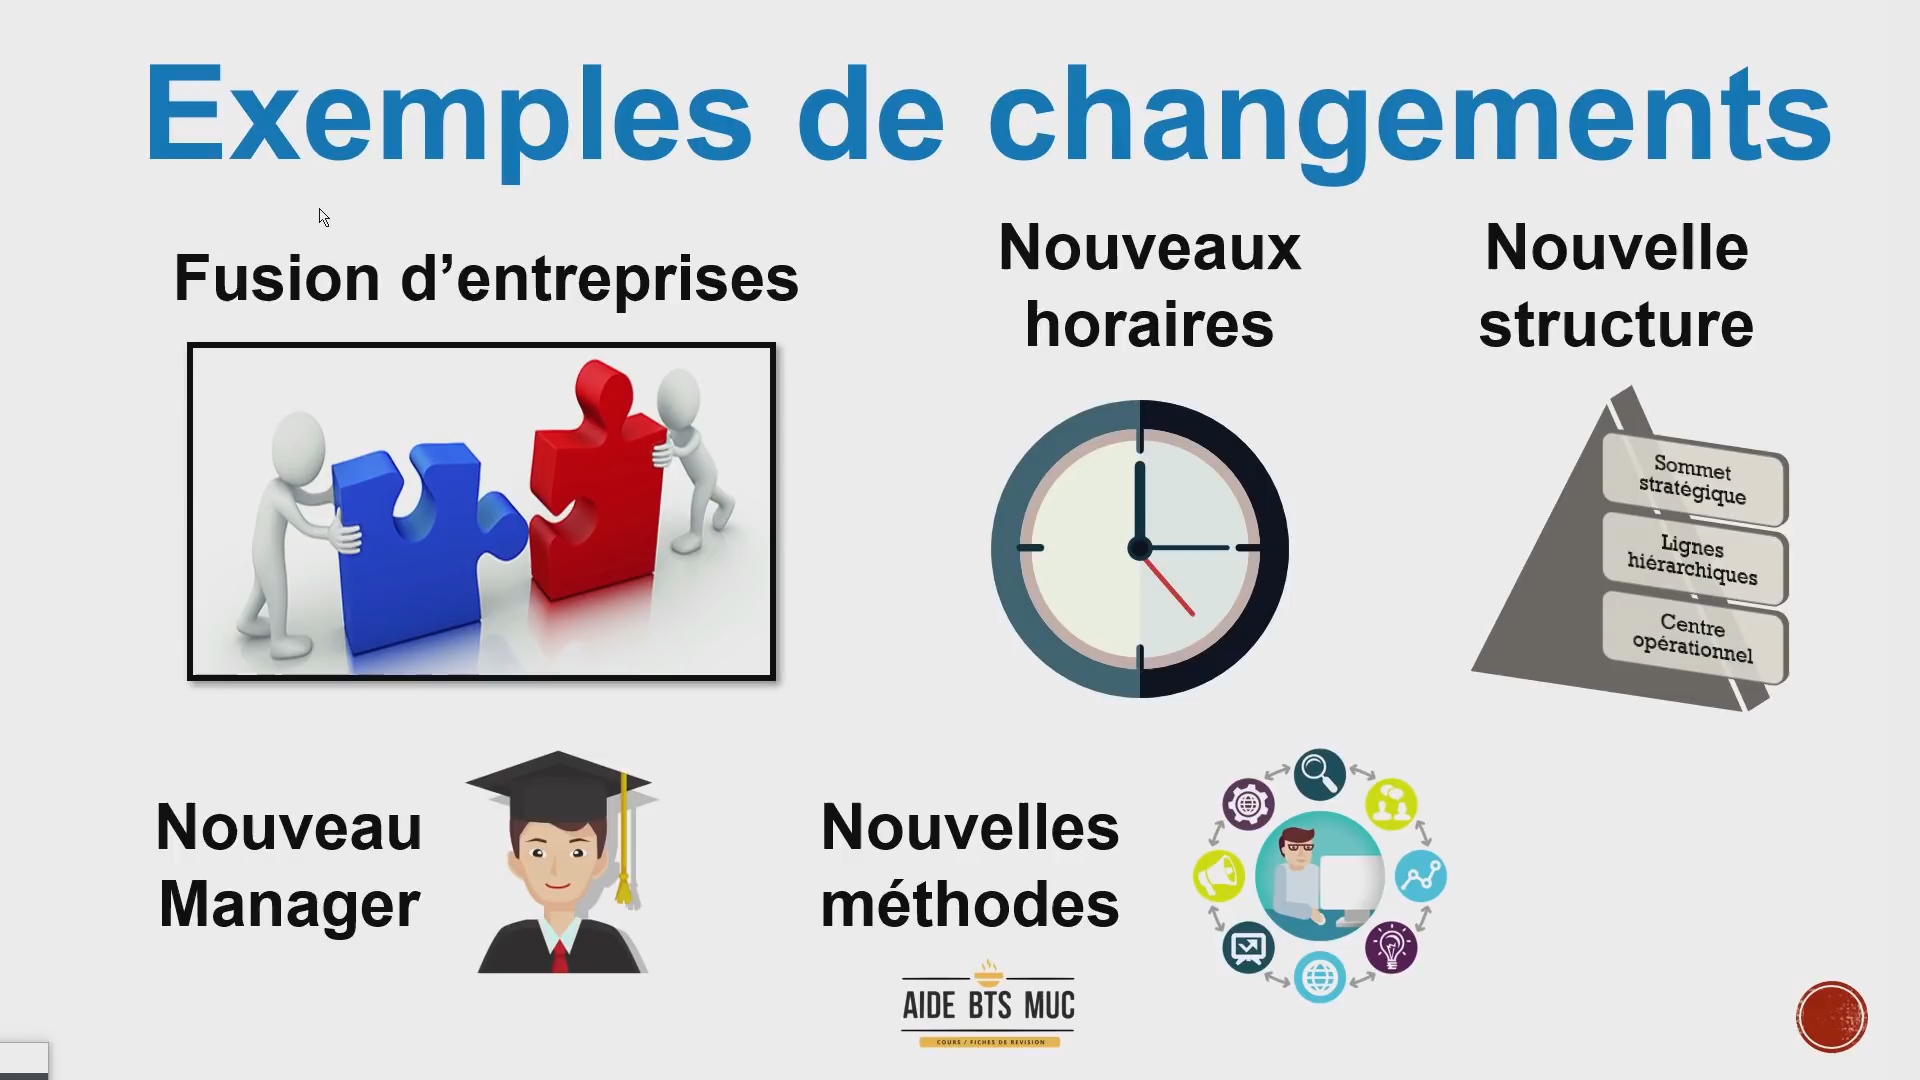 Exemples de changements
Fusion d’entreprises
Nouveaux
horaires
Nouvelle
structure
Sommet
stratégique
Lignes
hiérarchiques
Centre
opérationnel
Nouveau
Manager
Nouvelles
méthodes
AIDE BTS MUC
COURS / FICHES DE REVISION